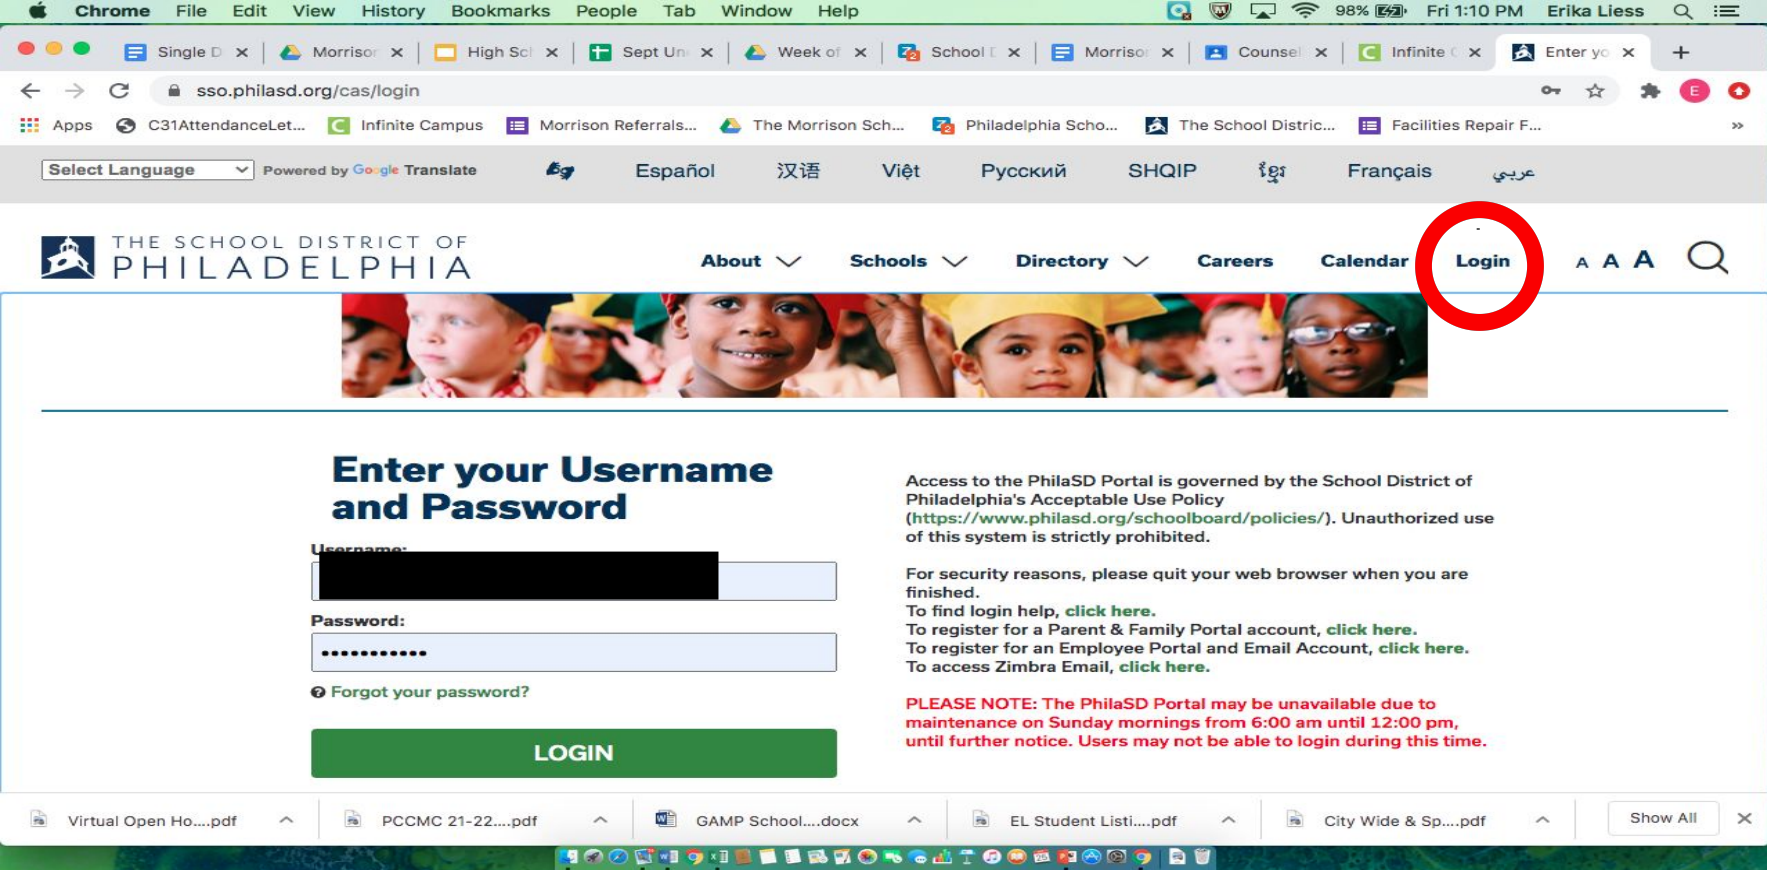 Chrome File Edit View History Bookmarks People Tab Window Help 98% Fri 1:10 PM Erika Liess
Single D Morrison High Sch Sept Un Week of School D Morrison Counsel Infinite C Enter yo
sso.philasd.org/cas/login E
Apps C31AttendanceLet... Infinite Campus Morrison Referrals... The Morrison Sch... Philadelphia Scho... The School Distric... Facilities Repair F... »
Select Language Powered by Google Translate Español 汉语 Việt Русский SHQIP ខ្មែរ Français عربي
THE SCHOOL DISTRICT OF
PHILADELPHIA
About Schools Directory Careers Calendar Login A A A
Enter your Username
and Password
Username:
Password:
•••••••••••
Forgot your password?
LOGIN
Access to the PhilaSD Portal is governed by the School District of
Philadelphia's Acceptable Use Policy
(https://www.philasd.org/schoolboard/policies/). Unauthorized use
of this system is strictly prohibited.
For security reasons, please quit your web browser when you are
finished.
To find login help, click here.
To register for a Parent & Family Portal account, click here.
To register for an Employee Portal and Email Account, click here.
To access Zimbra Email, click here.
PLEASE NOTE: The PhilaSD Portal may be unavailable due to
maintenance on Sunday mornings from 6:00 am until 12:00 pm,
until further notice. Users may not be able to login during this time.
Virtual Open Ho....pdf PCCMC 21-22....pdf GAMP School....docx EL Student Listi....pdf City Wide & Sp....pdf Show All